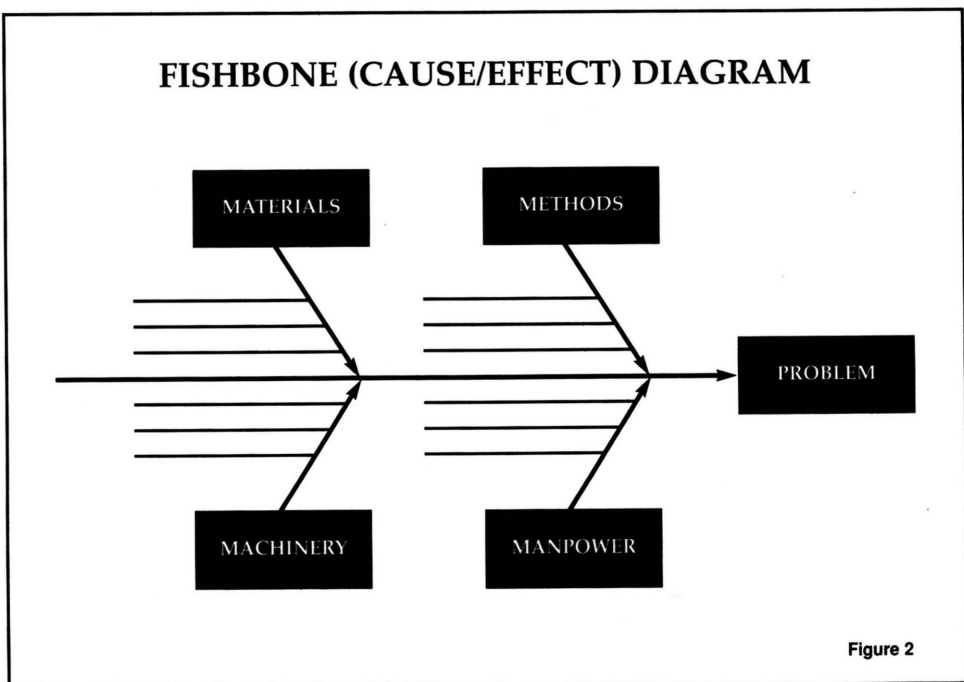 FISHBONE (CAUSE/EFFECT) DIAGRAM
MATERIALS
METHODS
PROBLEM
MACHINERY
MANPOWER
Figure 2